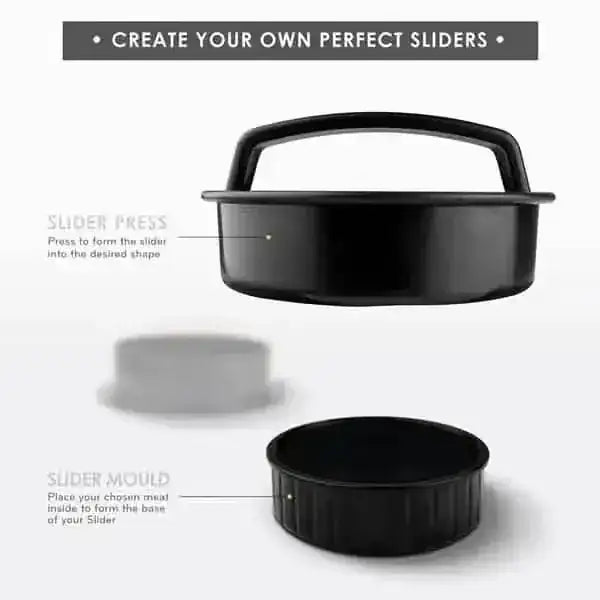 • CREATE YOUR OWN PERFECT SLIDERS •
SLIDER PRESS
Press to form the slider
into the desired shape
SLIDER MOULD
Place your chosen meat
inside to form the base
of your Slider